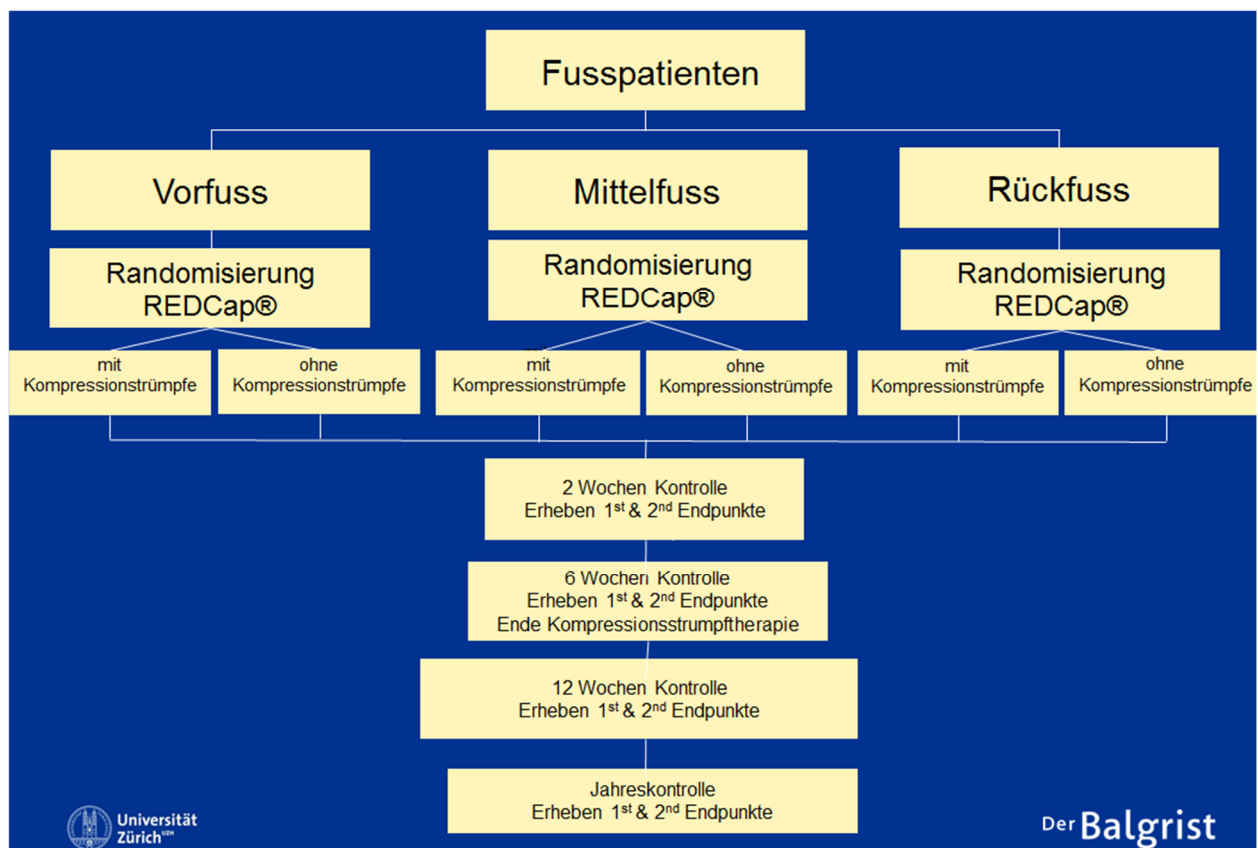 Fusspatienten
Vorfuss
Mittelfuss
Rückfuss
Randomisierung
REDCap®
Randomisierung
REDCap®
Randomisierung
REDCap®
mit
Kompressionstrümpfe
ohne
Kompressionstrümpfe
mit
Kompressionstrümpfe
ohne
Kompressionstrümpfe
mit
Kompressionstrümpfe
ohne
Kompressionstrümpfe
2 Wochen Kontrolle
Erheben 1st & 2nd Endpunkte
6 Wochen Kontrolle
Erheben 1st & 2nd Endpunkte
Ende Kompressionsstrumpftherapie
12 Wochen Kontrolle
Erheben 1st & 2nd Endpunkte
Jahreskontrolle
Erheben 1st & 2nd Endpunkte
Universität
Zürich UZH
Der Balgrist